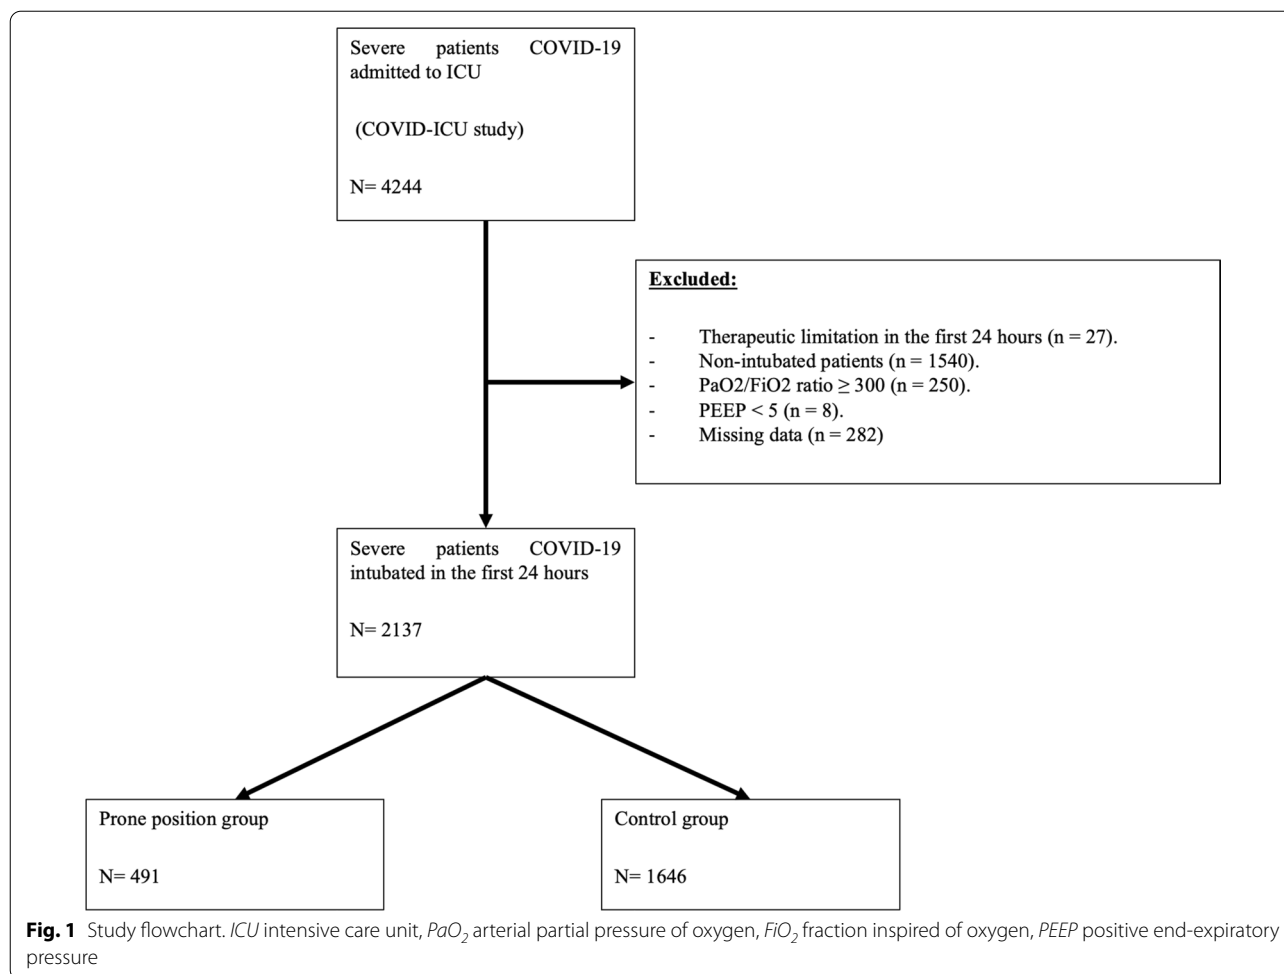 Severe patients COVID-19
admitted to ICU
(COVID-ICU study)
N= 4244
Excluded:
- Therapeutic limitation in the first 24 hours (n = 27).
- Non-intubated patients (n = 1540).
- PaO2/FiO2 ratio ≥ 300 (n = 250).
- PEEP < 5 (n = 8).
- Missing data (n = 282)
Severe patients COVID-19
intubated in the first 24 hours
N= 2137
Prone position group
N= 491
Control group
N= 1646
Fig. 1 Study flowchart. ICU intensive care unit, PaO2 arterial partial pressure of oxygen, FiO2 fraction inspired of oxygen, PEEP positive end-expiratory
pressure